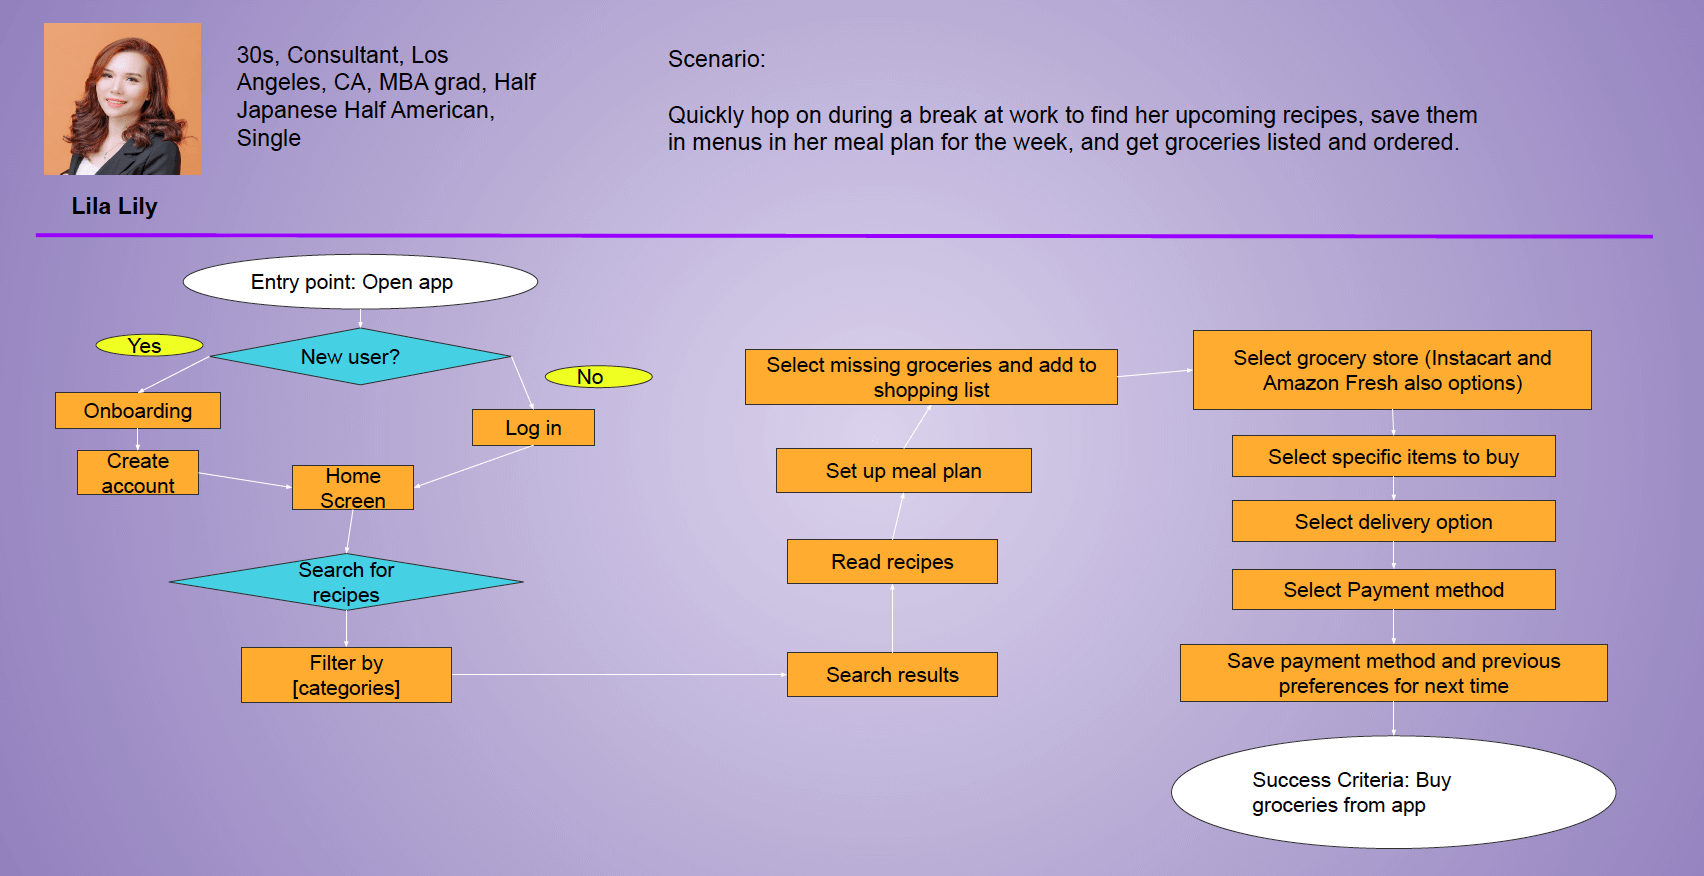 30s, Consultant, Los
Angeles, CA, MBA grad, Half
Japanese Half American,
Single
Lila Lily
Scenario:
Quickly hop on during a break at work to find her upcoming recipes, save them
in menus in her meal plan for the week, and get groceries listed and ordered.
Entry point: Open app
New user?
Yes
No
Onboarding
Log in
Create
account
Home
Screen
Search for
recipes
Filter by
[categories]
Search results
Read recipes
Set up meal plan
Select missing groceries and add to
shopping list
Select grocery store (Instacart and
Amazon Fresh also options)
Select specific items to buy
Select delivery option
Select Payment method
Save payment method and previous
preferences for next time
Success Criteria: Buy
groceries from app